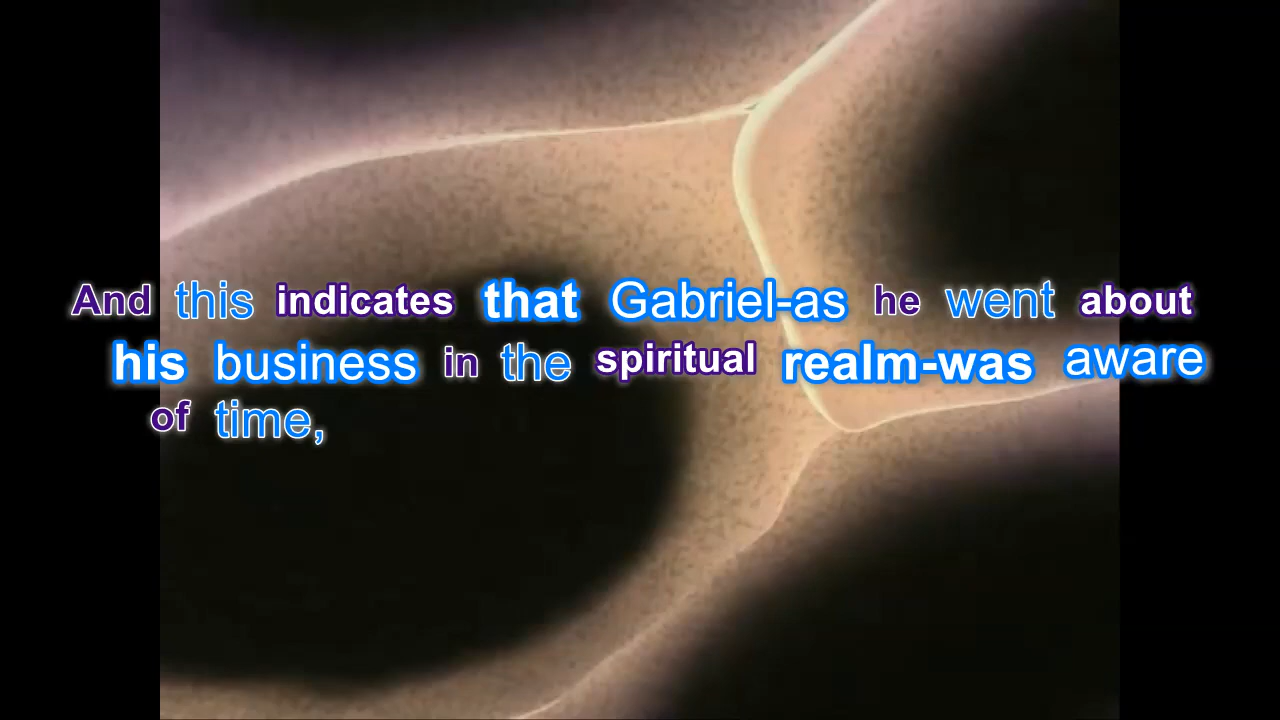 And this indicates that Gabriel-as he went about
his business in the spiritual realm-was aware
of time,